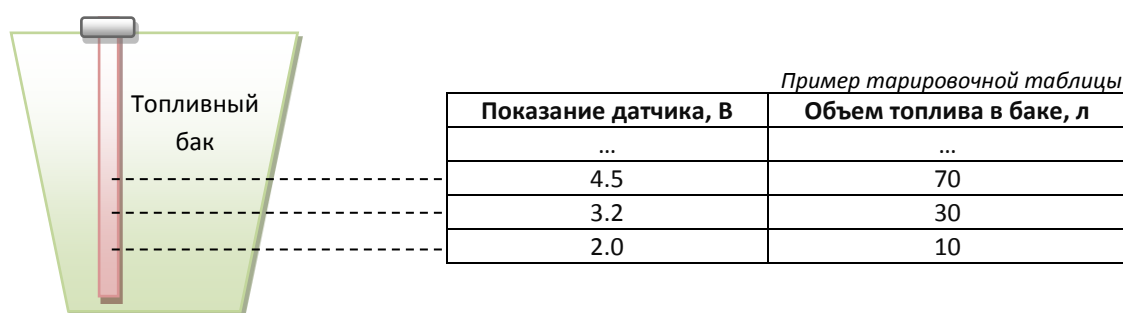 Пример тарировочной таблицы
Топливный
бак
Показание датчика, В Объем топлива в баке, л
... ...
4.5 70
3.2 30
2.0 10